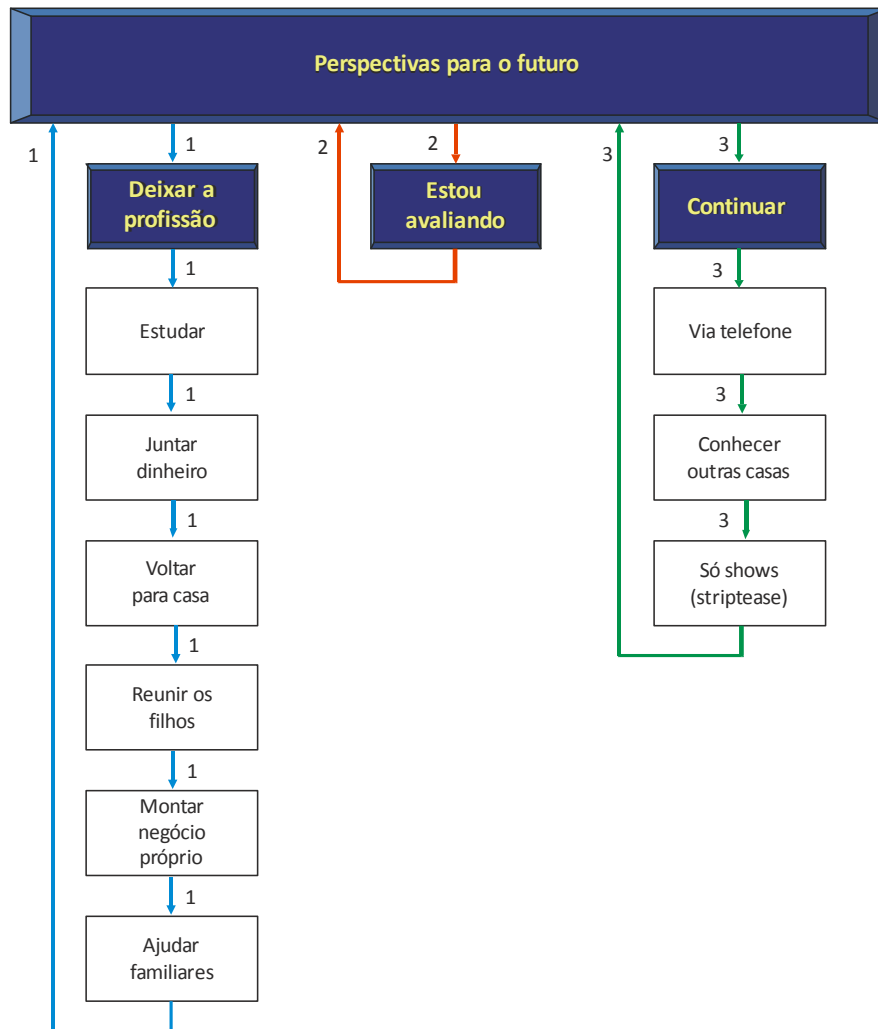 Perspectivas para o futuro
1
1
2
2
3
3
Deixar a
profissão
Estou
avaliando
Continuar
1
3
Estudar
Via telefone
1
3
Juntar
dinheiro
Conhecer
outras casas
1
3
Voltar
para casa
Só shows
(striptease)
1
Reunir os
filhos
1
Montar
negócio
próprio
1
Ajudar
familiares